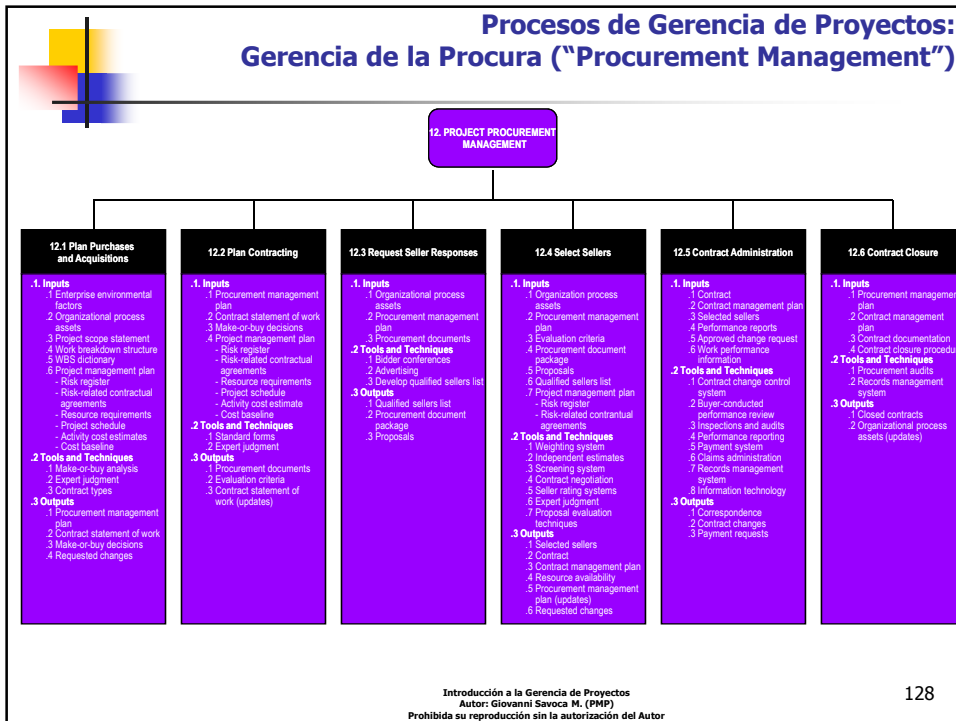 Procesos de Gerencia de Proyectos:
Gerencia de la Procura (“Procurement Management”)
12. PROJECT PROCUREMENT
MANAGEMENT
12.1 Plan Purchases
and Acquisitions
.1. Inputs
.1 Enterprise environmental
factors
.2 Organizational process
assets
.3 Project scope statement
.4 Work breakdown structure
.5 WBS dictionary
.6 Project management plan
- Risk register
- Risk-related contractual
agreements
- Resource requirements
- Project schedule
- Activity cost estimates
- Cost baseline
.2 Tools and Techniques
.1 Make-or-buy analysis
.2 Expert judgment
.3 Contract types
.3 Outputs
.1 Procurement management
plan
.2 Contract statement of work
.3 Make-or-buy decisions
.4 Requested changes
12.2 Plan Contracting
.1. Inputs
.1 Procurement management
plan
.2 Contract statement of work
.3 Make-or-buy decisions
.4 Project management plan
- Risk register
- Risk-related contractual
agreements
- Resource requirements
- Project schedule
- Activity cost estimate
- Cost baseline
.2 Tools and Techniques
.1 Standard forms
.2 Expert judgment
.3 Outputs
.1 Procurement documents
.2 Evaluation criteria
.3 Contract statement of
work (updates)
12.3 Request Seller Responses
.1. Inputs
.1 Organizational process
assets
.2 Procurement management
plan
.3 Procurement documents
.2 Tools and Techniques
.1 Bidder conferences
.2 Advertising
.3 Develop qualified sellers list
.3 Outputs
.1 Qualified sellers list
.2 Procurement document
package
.3 Proposals
12.4 Select Sellers
.1. Inputs
.1 Organization process
assets
.2 Procurement management
plan
.3 Evaluation criteria
.4 Procurement document
package
.5 Proposals
.6 Qualified sellers list
.7 Project management plan
- Risk register
- Risk-related contrantual
agreements
.2 Tools and Techniques
.1 Weighting system
.2 Independent estimates
.3 Screening system
.4 Contract negotiation
.5 Seller rating systems
.6 Expert judgment
.7 Proposal evaluation
techniques
.3 Outputs
.1 Selected sellers
.2 Contract
.3 Contract management plan
.4 Resource availability
.5 Procurement management
plan (updates)
.6 Requested changes
12.5 Contract Administration
.1. Inputs
.1 Contract
.2 Contract management plan
.3 Selected sellers
.4 Performance reports
.5 Approved change request
.6 Work performance
information
.2 Tools and Techniques
.1 Contract change control
system
.2 Buyer-conducted
performance review
.3 Inspections and audits
.4 Performance reporting
.5 Payment system
.6 Claims administration
.7 Records management
system
.8 Information technology
.3 Outputs
.1 Correspondence
.2 Contract changes
.3 Payment requests
12.6 Contract Closure
.1. Inputs
.1 Procurement managemen
plan
.2 Contract management
plan
.3 Contract documentation
.4 Contract closure procedu
.2 Tools and Techniques
.1 Procurement audits
.2 Records management
system
.3 Outputs
.1 Closed contracts
.2 Organizational process
assets (updates)
Introducción a la Gerencia de Proyectos
Autor: Giovanni Savoca M. (PMP)
Prohibida su reproducción sin la autorización del Autor
128